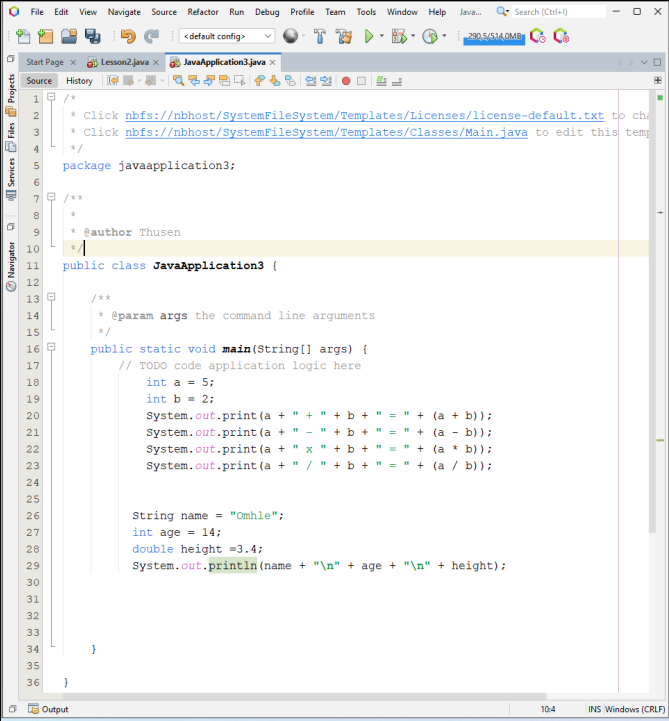 File Edit View Navigate Source Refactor Run Debug Profile Team Tools Window Help Java... Search (Ctrl+I)
<default config> 290,5/514,0MB
Start Page Lesson2.java JavaApplication3.java
Source History
Projects
Files
Services
Navigator
1 /*
2 * Click nbfs://nbhost/SystemFileSystem/Templates/Licenses/license-default.txt to cha
3 * Click nbfs://nbhost/SystemFileSystem/Templates/Classes/Main.java to edit this temp
4 */
5 package javaapplication3;
6
7 /**
8 *
9 * @author Thusen
10 */
11 public class JavaApplication3 {
12
13 /**
14 * @param args the command line arguments
15 */
16 public static void main(String[] args) {
17 // TODO code application logic here
18 int a = 5;
19 int b = 2;
20 System.out.print(a + " + " + b + " = " + (a + b));
21 System.out.print(a + " - " + b + " = " + (a - b));
22 System.out.print(a + " x " + b + " = " + (a * b));
23 System.out.print(a + " / " + b + " = " + (a / b));
24
25
26 String name = "Omhle";
27 int age = 14;
28 double height =3.4;
29 System.out.println(name + "\n" + age + "\n" + height);
30
31
32
33
34 }
35
36 }
Output 10:4 INS Windows (CRLF)